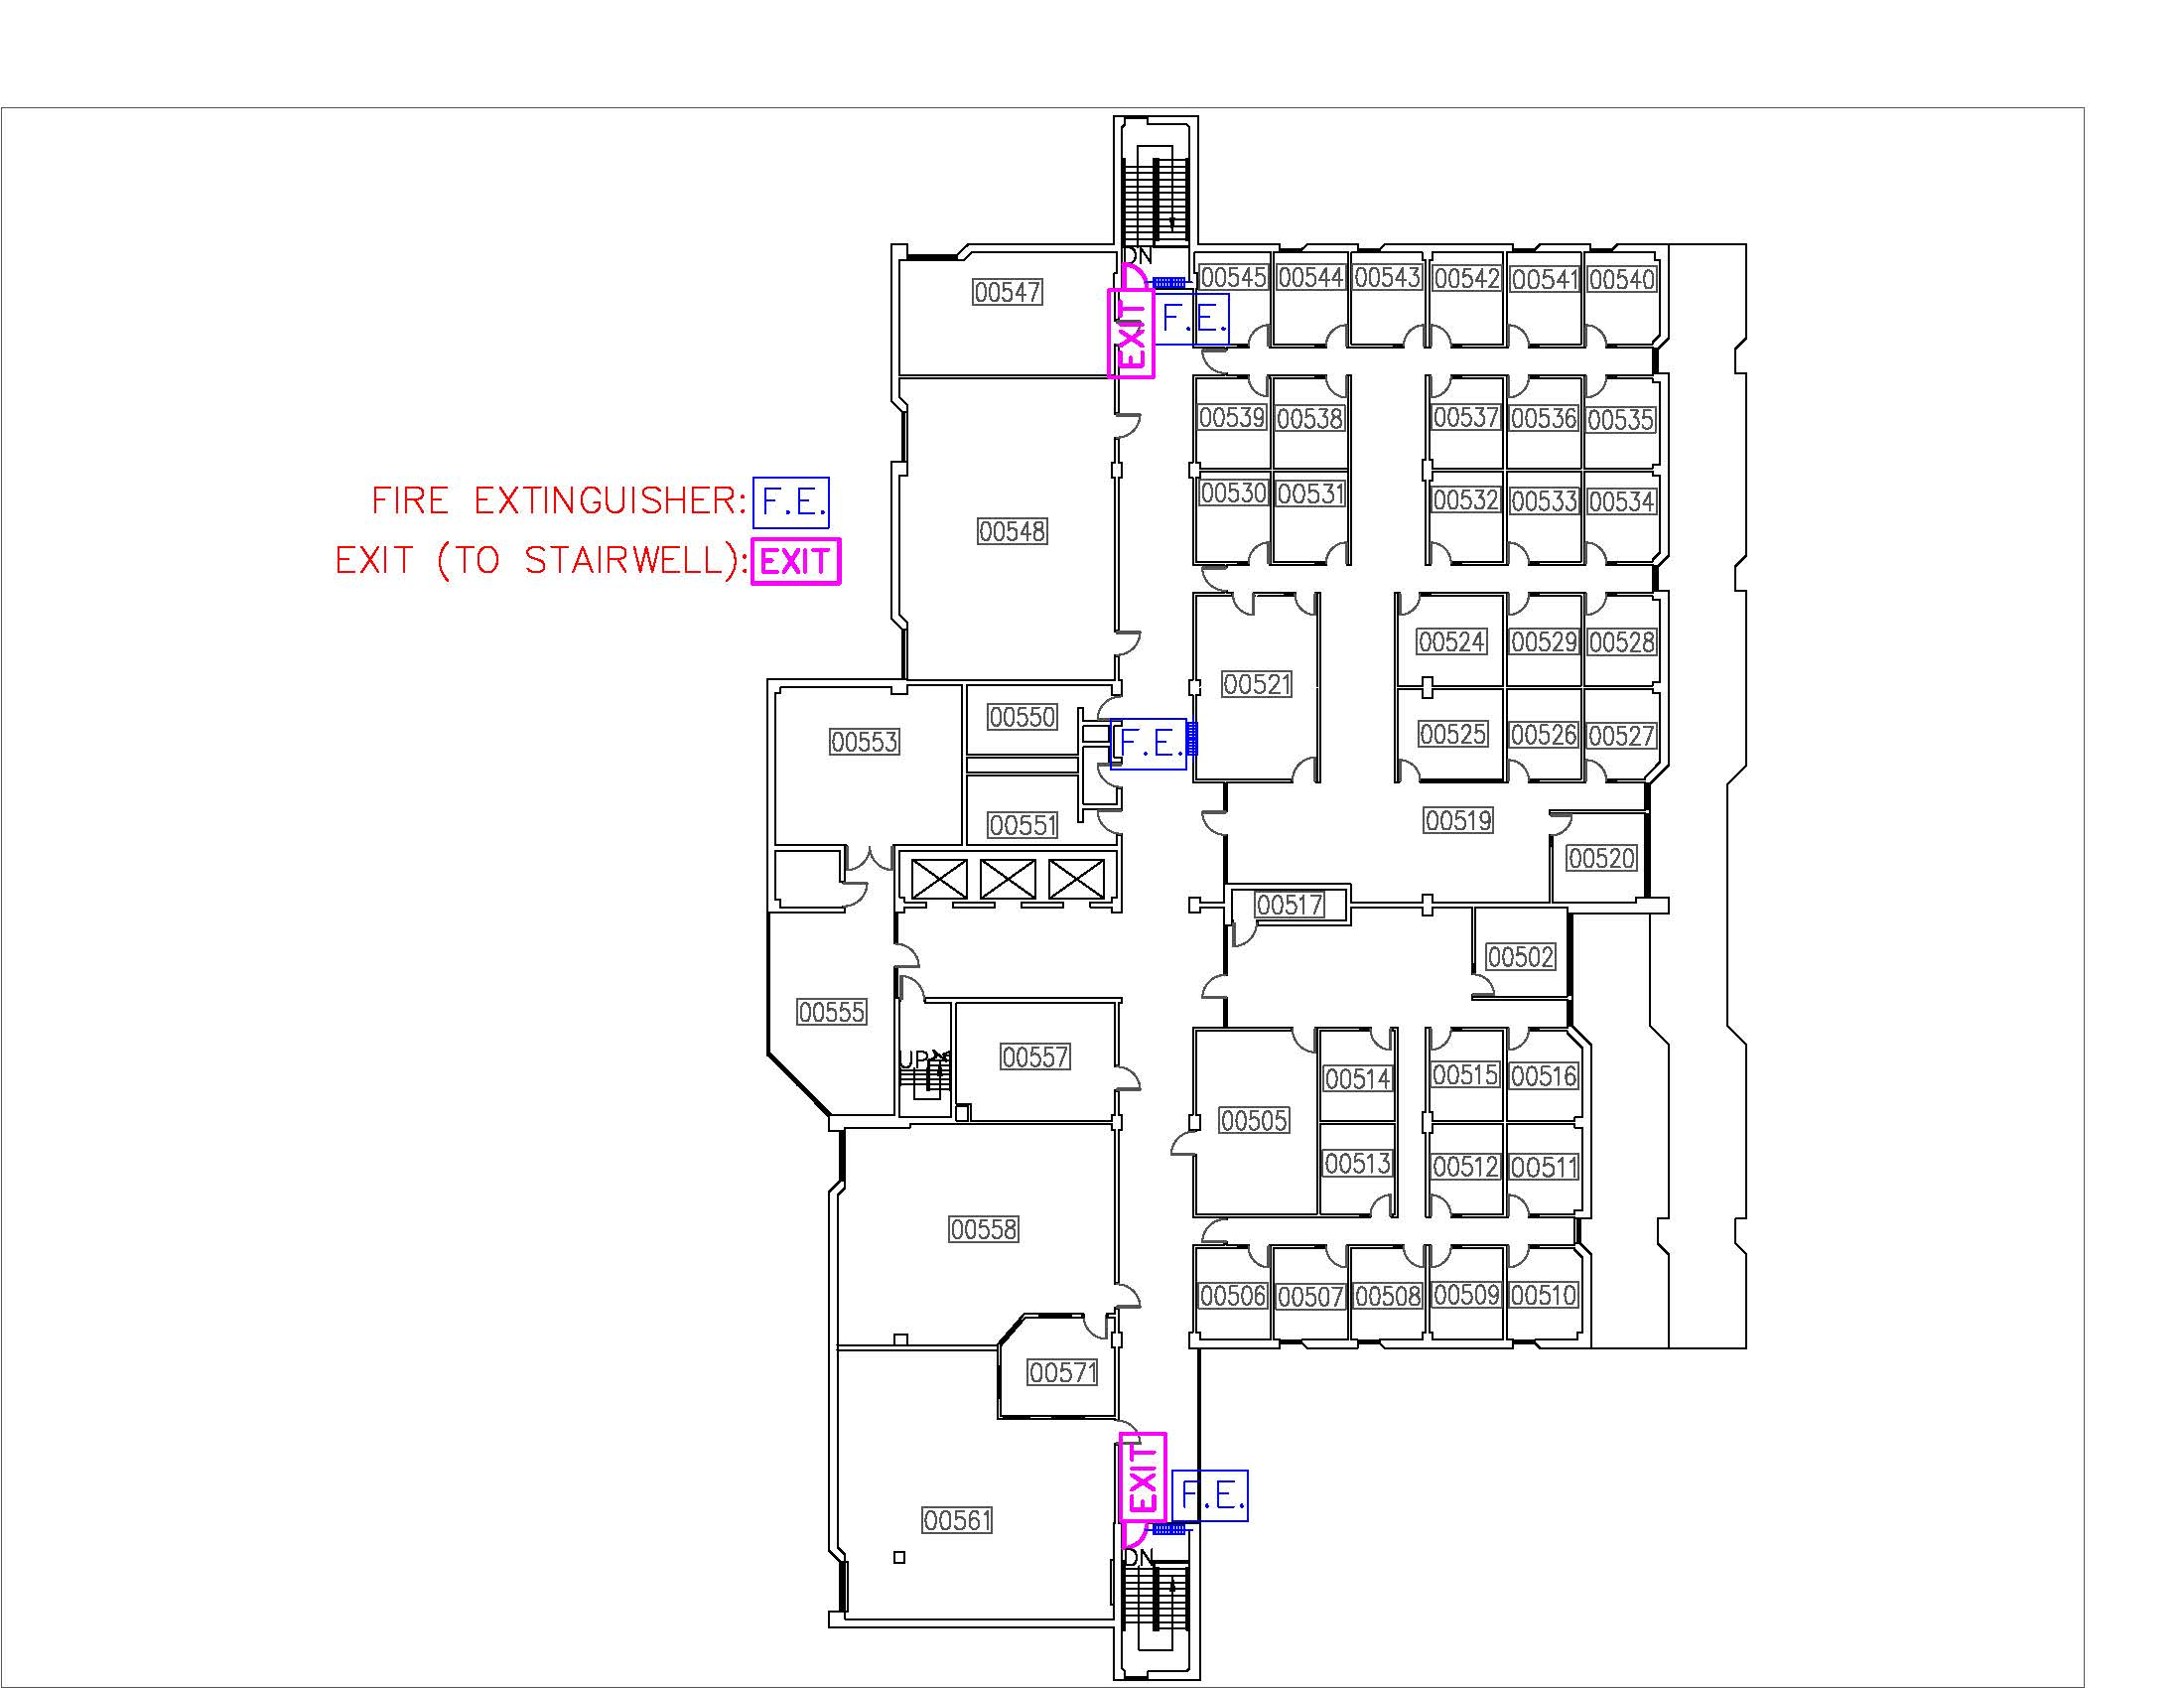 DN
00545 00544 00543 00542 00541 00540
00547
EXIT F.E.
00539 00538 00537 00536 00535
FIRE EXTINGUISHER: F.E.
00530 00531 00532 00533 00534
00548
EXIT (TO STAIRWELL): EXIT
00524 00529 00528
00521
00550
00553
F.E.
00525 00526 00527
00551
00519
00520
00517
00502
00555
UP
00557
00514 00515 00516
00505
00513 00512 00511
00558
00506 00507 00508 00509 00510
00571
EXIT F.E.
00561
DN